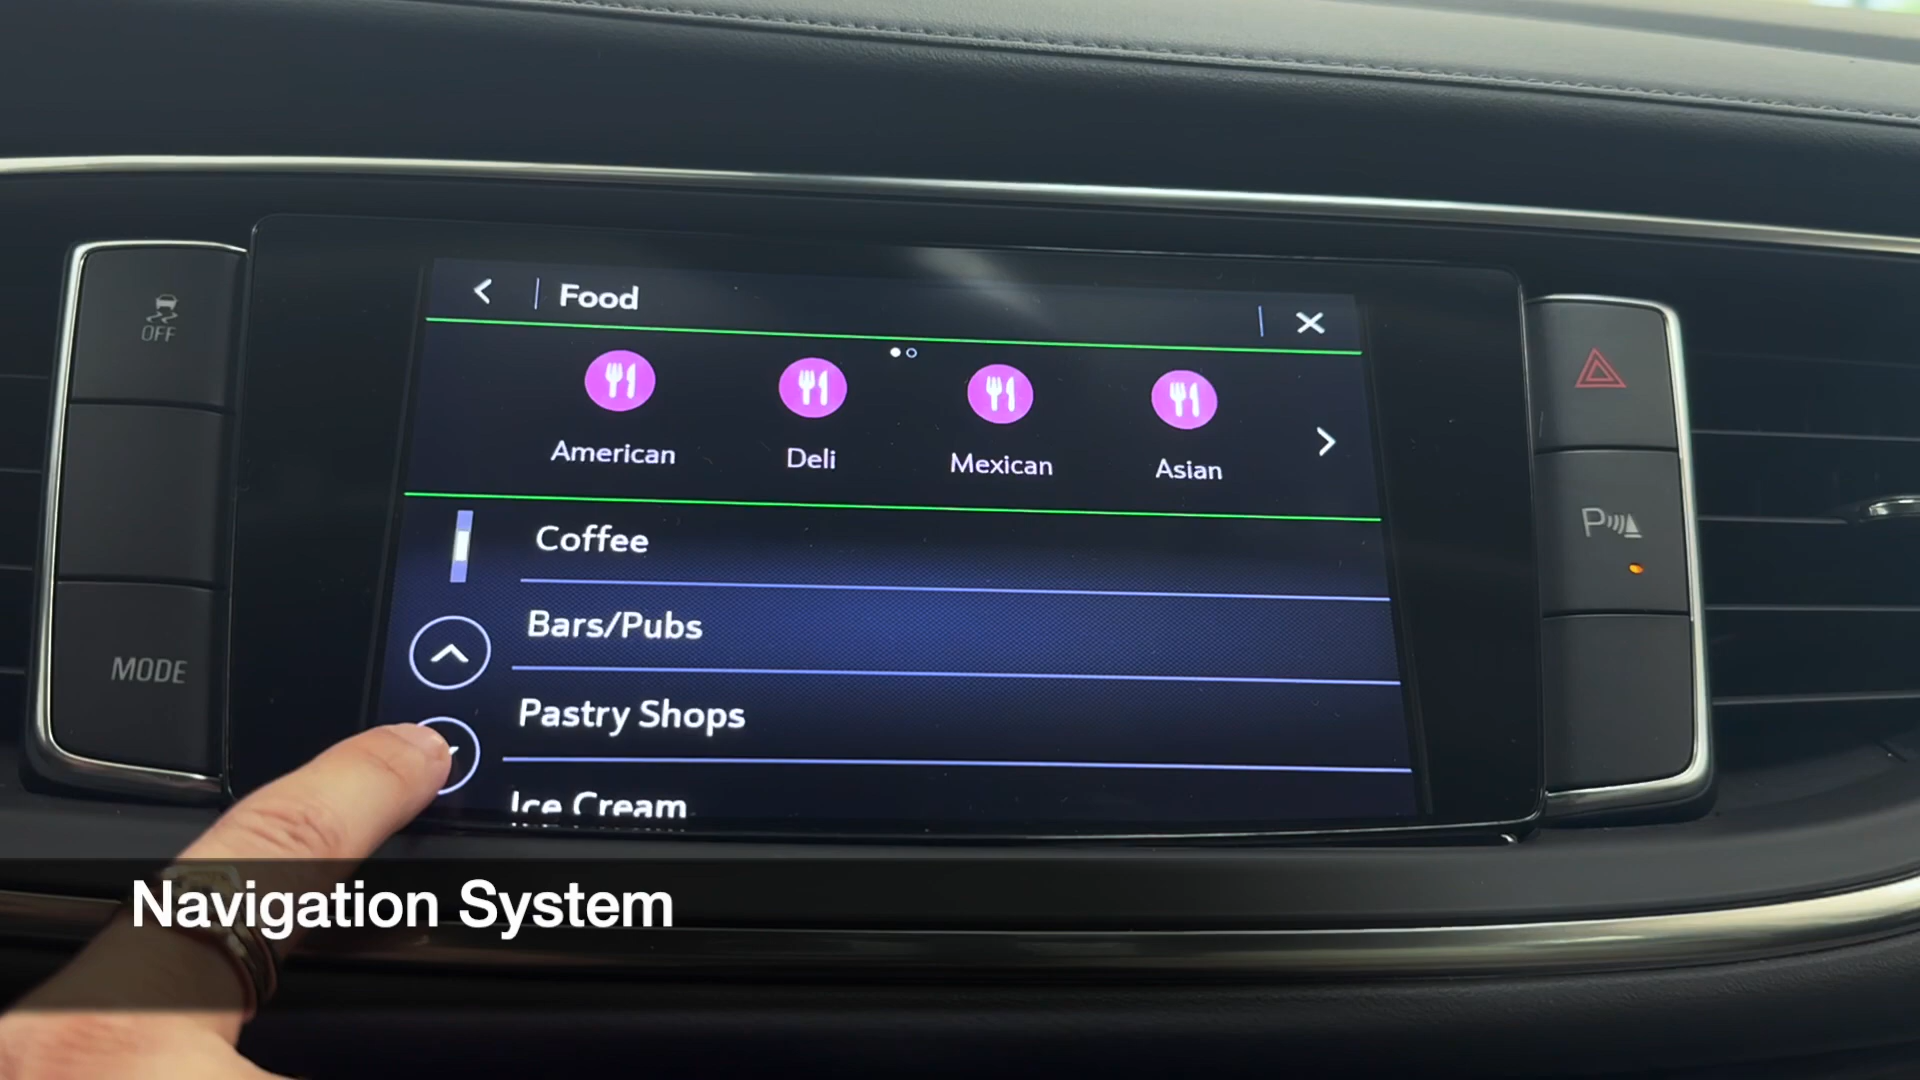 OFF
MODE
Food
American
Deli
Mexican
Asian
Coffee
Bars/Pubs
Pastry Shops
Ice Cream
P
Navigation System